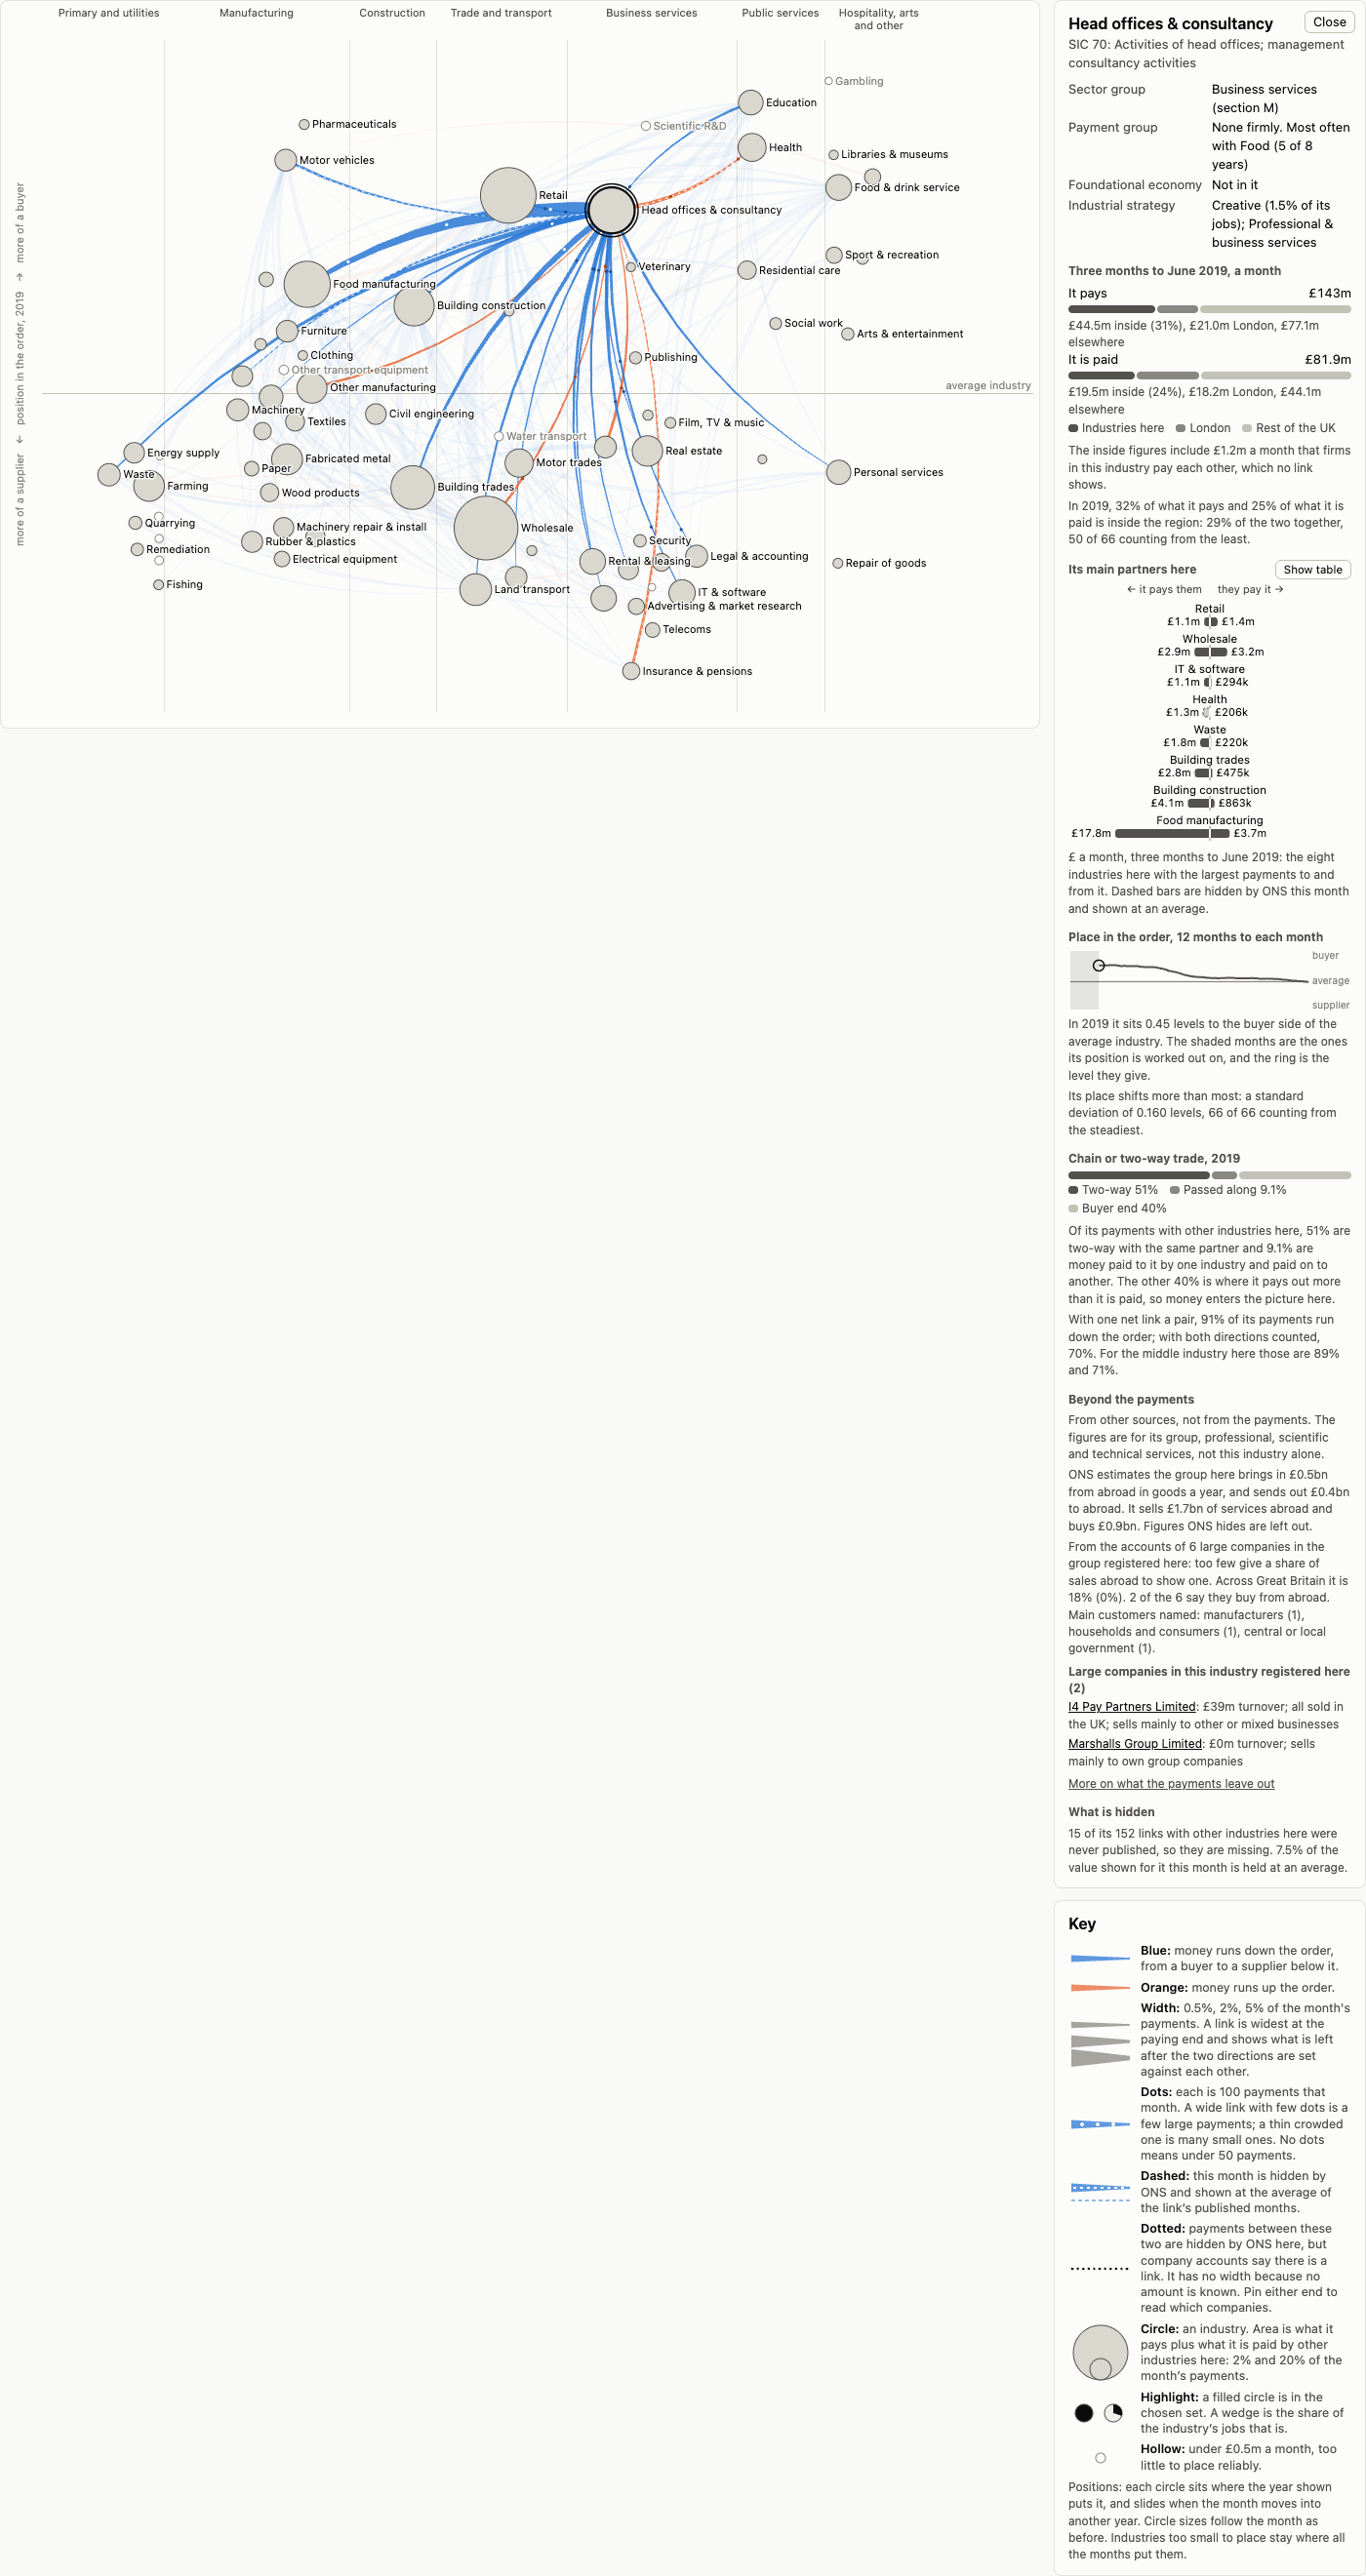 Primary and utilities
Manufacturing
Construction
Trade and transport
Business services
Public services
Hospitality, arts
and other
more of a supplier ← position in the order, 2019 → more of a buyer
Gambling
Education
Pharmaceuticals
Scientific R&D
Health
Motor vehicles
Libraries & museums
Retail
Food & drink service
Head offices & consultancy
Sport & recreation
Veterinary
Residential care
Food manufacturing
Building construction
Social work
Furniture
Arts & entertainment
Clothing
Publishing
Other transport equipment
Other manufacturing
average industry
Machinery
Civil engineering
Textiles
Film, TV & music
Water transport
Energy supply
Real estate
Fabricated metal
Motor trades
Paper
Waste
Personal services
Farming
Building trades
Wood products
Quarrying
Machinery repair & install
Wholesale
Rubber & plastics
Security
Remediation
Legal & accounting
Electrical equipment
Rental & leasing
Repair of goods
Fishing
Land transport
IT & software
Advertising & market research
Telecoms
Insurance & pensions
Head offices & consultancy
Close
SIC 70: Activities of head offices; management
consultancy activities
Sector group
Business services
(section M)
Payment group
None firmly. Most often
with Food (5 of 8
years)
Foundational economy
Not in it
Industrial strategy
Creative (1.5% of its
jobs); Professional &
business services
Three months to June 2019, a month
It pays £143m
£44.5m inside (31%), £21.0m London, £77.1m
elsewhere
It is paid £81.9m
£19.5m inside (24%), £18.2m London, £44.1m
elsewhere
Industries here London Rest of the UK
The inside figures include £1.2m a month that firms
in this industry pay each other, which no link
shows.
In 2019, 32% of what it pays and 25% of what it is
paid is inside the region: 29% of the two together,
50 of 66 counting from the least.
Its main partners here
Show table
← it pays them they pay it →
Retail
£1.1m £1.4m
Wholesale
£2.9m £3.2m
IT & software
£1.1m £294k
Health
£1.3m £206k
Waste
£1.8m £220k
Building trades
£2.8m £475k
Building construction
£4.1m £863k
Food manufacturing
£17.8m £3.7m
£ a month, three months to June 2019: the eight
industries here with the largest payments to and
from it. Dashed bars are hidden by ONS this month
and shown at an average.
Place in the order, 12 months to each month
buyer
average
supplier
In 2019 it sits 0.45 levels to the buyer side of the
average industry. The shaded months are the ones
its position is worked out on, and the ring is the
level they give.
Its place shifts more than most: a standard
deviation of 0.160 levels, 66 of 66 counting from
the steadiest.
Chain or two-way trade, 2019
Two-way 51% Passed along 9.1%
Buyer end 40%
Of its payments with other industries here, 51% are
two-way with the same partner and 9.1% are
money paid to it by one industry and paid on to
another. The other 40% is where it pays out more
than it is paid, so money enters the picture here.
With one net link a pair, 91% of its payments run
down the order; with both directions counted,
70%. For the middle industry here those are 89%
and 71%.
Beyond the payments
From other sources, not from the payments. The
figures are for its group, professional, scientific
and technical services, not this industry alone.
ONS estimates the group here brings in £0.5bn
from abroad in goods a year, and sends out £0.4bn
to abroad. It sells £1.7bn of services abroad and
buys £0.9bn. Figures ONS hides are left out.
From the accounts of 6 large companies in the
group registered here: too few give a share of
sales abroad to show one. Across Great Britain it is
18% (0%). 2 of the 6 say they buy from abroad.
Main customers named: manufacturers (1),
households and consumers (1), central or local
government (1).
Large companies in this industry registered here
(2)
I4 Pay Partners Limited: £39m turnover; all sold in
the UK; sells mainly to other or mixed businesses
Marshalls Group Limited: £0m turnover; sells
mainly to own group companies
More on what the payments leave out
What is hidden
15 of its 152 links with other industries here were
never published, so they are missing. 7.5% of the
value shown for it this month is held at an average.
Key
Blue: money runs down the order,
from a buyer to a supplier below it.
Orange: money runs up the order.
Width: 0.5%, 2%, 5% of the month's
payments. A link is widest at the
paying end and shows what is left
after the two directions are set
against each other.
Dots: each is 100 payments that
month. A wide link with few dots is a
few large payments; a thin crowded
one is many small ones. No dots
means under 50 payments.
Dashed: this month is hidden by
ONS and shown at the average of
the link's published months.
Dotted: payments between these
two are hidden by ONS here, but
company accounts say there is a
link. It has no width because no
amount is known. Pin either end to
read which companies.
Circle: an industry. Area is what it
pays plus what it is paid by other
industries here: 2% and 20% of the
month's payments.
Highlight: a filled circle is in the
chosen set. A wedge is the share of
the industry's jobs that is.
Hollow: under £0.5m a month, too
little to place reliably.
Positions: each circle sits where the year shown
puts it, and slides when the month moves into
another year. Circle sizes follow the month as
before. Industries too small to place stay where all
the months put them.